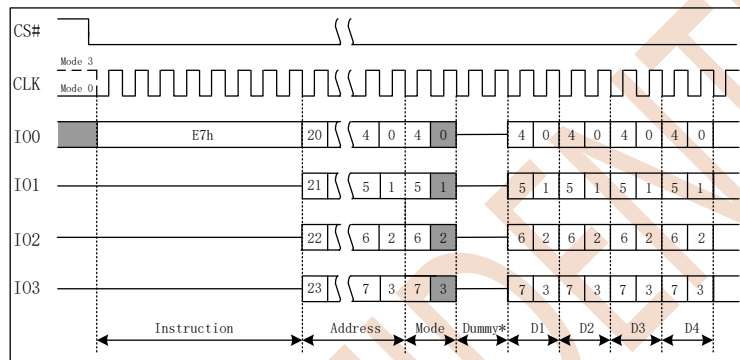 CS#
Mode 3
CLK
Mode 0
IO0 E7h 20 4 0 4 0 4 0 4 0 4 0 4 0
IO1 21 5 1 5 1 5 1 5 1 5 1 5 1
IO2 22 6 2 6 2 6 2 6 2 6 2 6 2
IO3 23 7 3 7 3 7 3 7 3 7 3 7 3
Instruction Address Mode Dummy* D1 D2 D3 D4